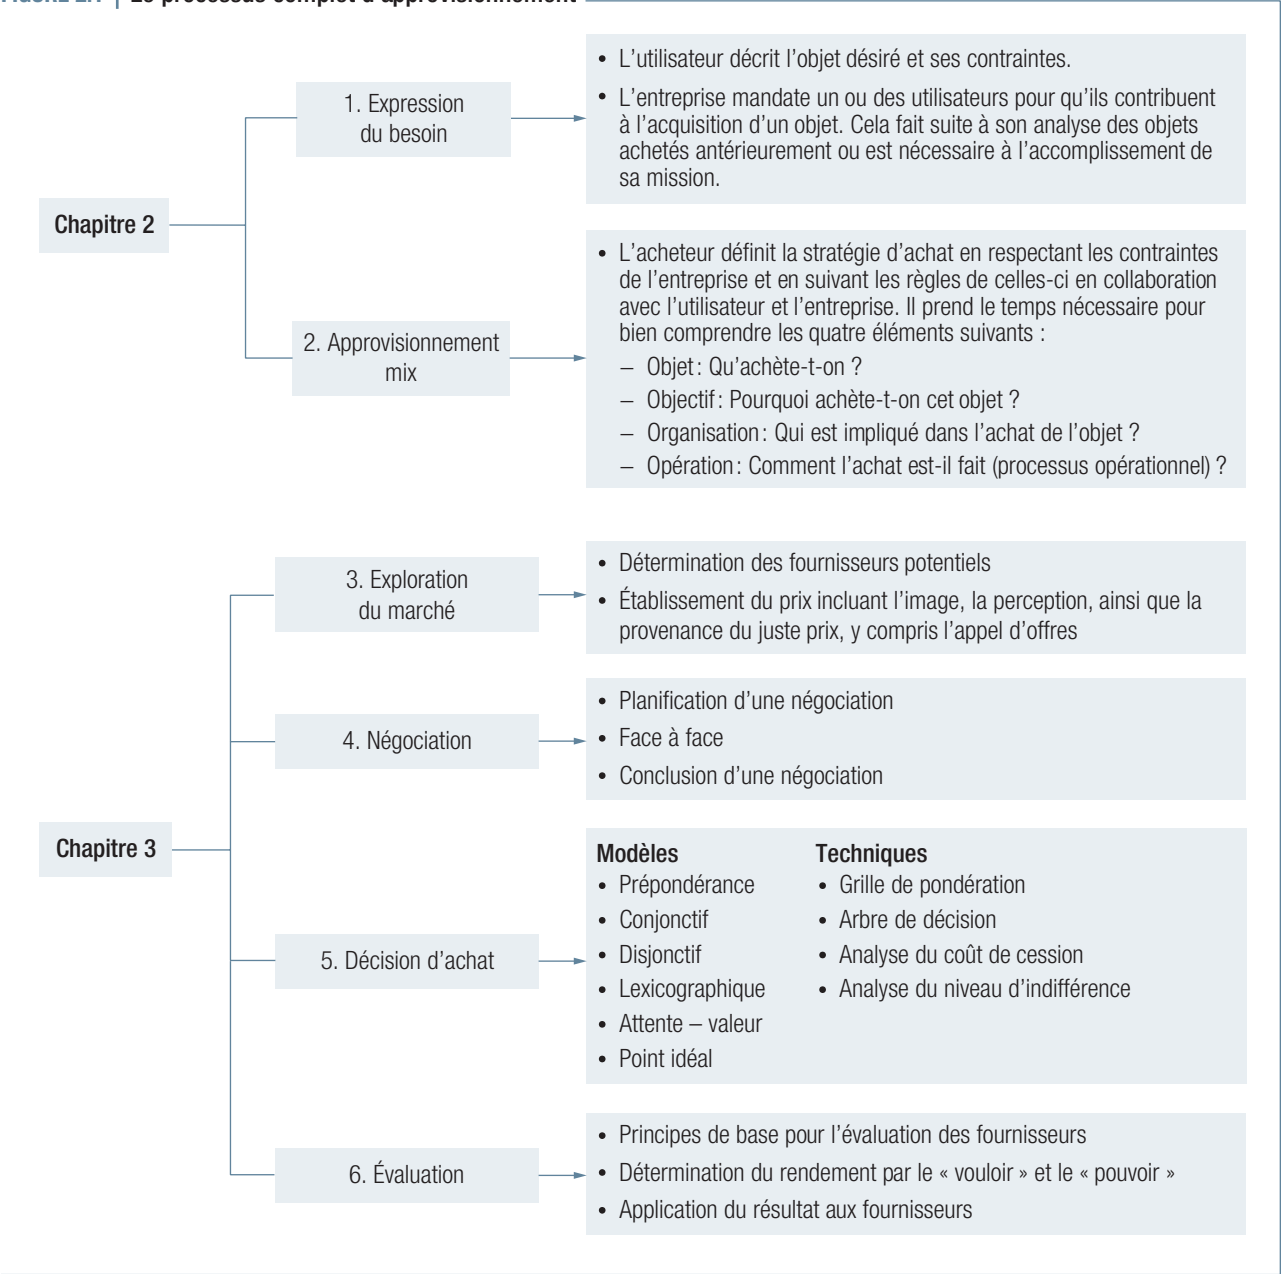 Le processus complet d'approvisionnement
• L'utilisateur décrit l'objet désiré et ses contraintes.
• L'entreprise mandate un ou des utilisateurs pour qu'ils contribuent
à l'acquisition d'un objet. Cela fait suite à son analyse des objets
achetés antérieurement ou est nécessaire à l'accomplissement de
sa mission.
1. Expression
du besoin
Chapitre 2
• L'acheteur définit la stratégie d'achat en respectant les contraintes
de l'entreprise et en suivant les règles de celles-ci en collaboration
avec l'utilisateur et l'entreprise. Il prend le temps nécessaire pour
bien comprendre les quatre éléments suivants :
– Objet : Qu'achète-t-on ?
– Objectif : Pourquoi achète-t-on cet objet ?
– Organisation : Qui est impliqué dans l'achat de l'objet ?
– Opération : Comment l'achat est-il fait (processus opérationnel) ?
2. Approvisionnement
mix
3. Exploration
du marché
• Détermination des fournisseurs potentiels
• Établissement du prix incluant l'image, la perception, ainsi que la
provenance du juste prix, y compris l'appel d'offres
4. Négociation
• Planification d'une négociation
• Face à face
• Conclusion d'une négociation
Chapitre 3
5. Décision d'achat
Modèles
• Prépondérance
• Conjonctif
• Disjonctif
• Lexicographique
• Attente – valeur
• Point idéal
Techniques
• Grille de pondération
• Arbre de décision
• Analyse du coût de cession
• Analyse du niveau d'indifférence
6. Évaluation
• Principes de base pour l'évaluation des fournisseurs
• Détermination du rendement par le « vouloir » et le « pouvoir »
• Application du résultat aux fournisseurs